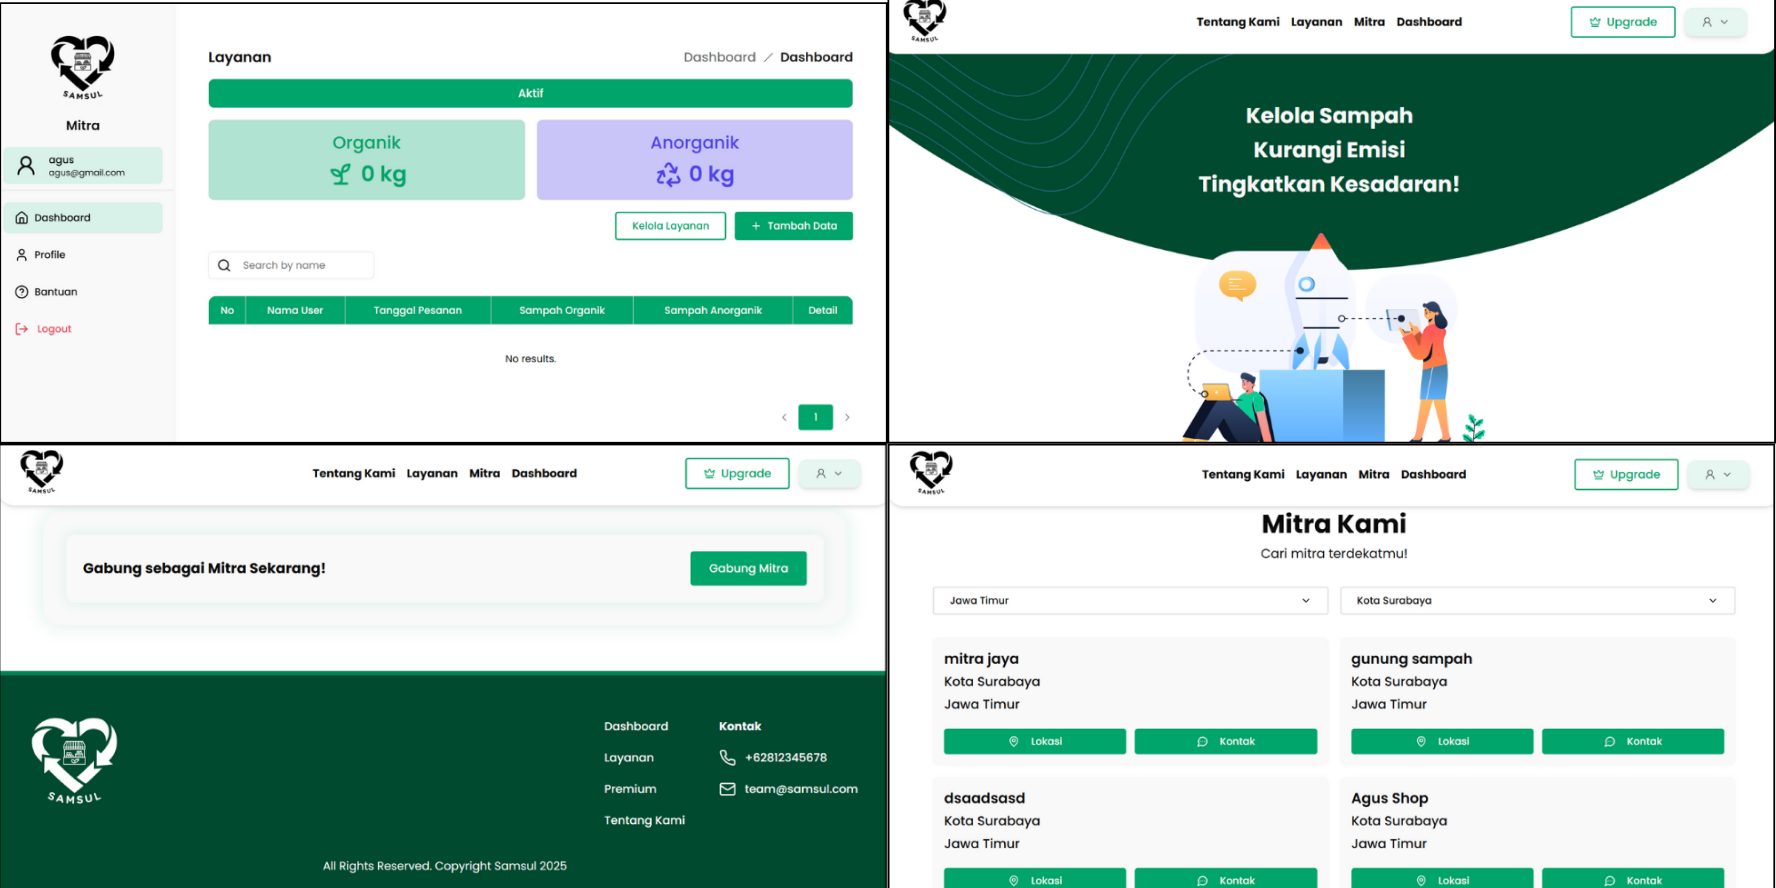 SAMSUL
Mitra
agus
agus@gmail.com
Dashboard
Profile
Bantuan
Logout
Layanan
Dashboard / Dashboard
Aktif
Organik
0 kg
Anorganik
0 kg
Kelola Layanan
+ Tambah Data
Search by name
No Nama User Tanggal Pesanan Sampah Organik Sampah Anorganik Detail
No results.
< 1 >
SAMSUL
Tentang Kami Layanan Mitra Dashboard
Upgrade
Kelola Sampah
Kurangi Emisi
Tingkatkan Kesadaran!
SAMSUL
Tentang Kami Layanan Mitra Dashboard
Upgrade
Gabung sebagai Mitra Sekarang!
Gabung Mitra
SAMSUL
Dashboard
Layanan
Premium
Tentang Kami
Kontak
+62812345678
team@samsul.com
All Rights Reserved. Copyright Samsul 2025
SAMSUL
Tentang Kami Layanan Mitra Dashboard
Upgrade
Mitra Kami
Cari mitra terdekatmu!
Jawa Timur
Kota Surabaya
mitra jaya
Kota Surabaya
Jawa Timur
Lokasi
Kontak
gunung sampah
Kota Surabaya
Jawa Timur
Lokasi
Kontak
dsaadsasd
Kota Surabaya
Jawa Timur
Lokasi
Kontak
Agus Shop
Kota Surabaya
Jawa Timur
Lokasi
Kontak